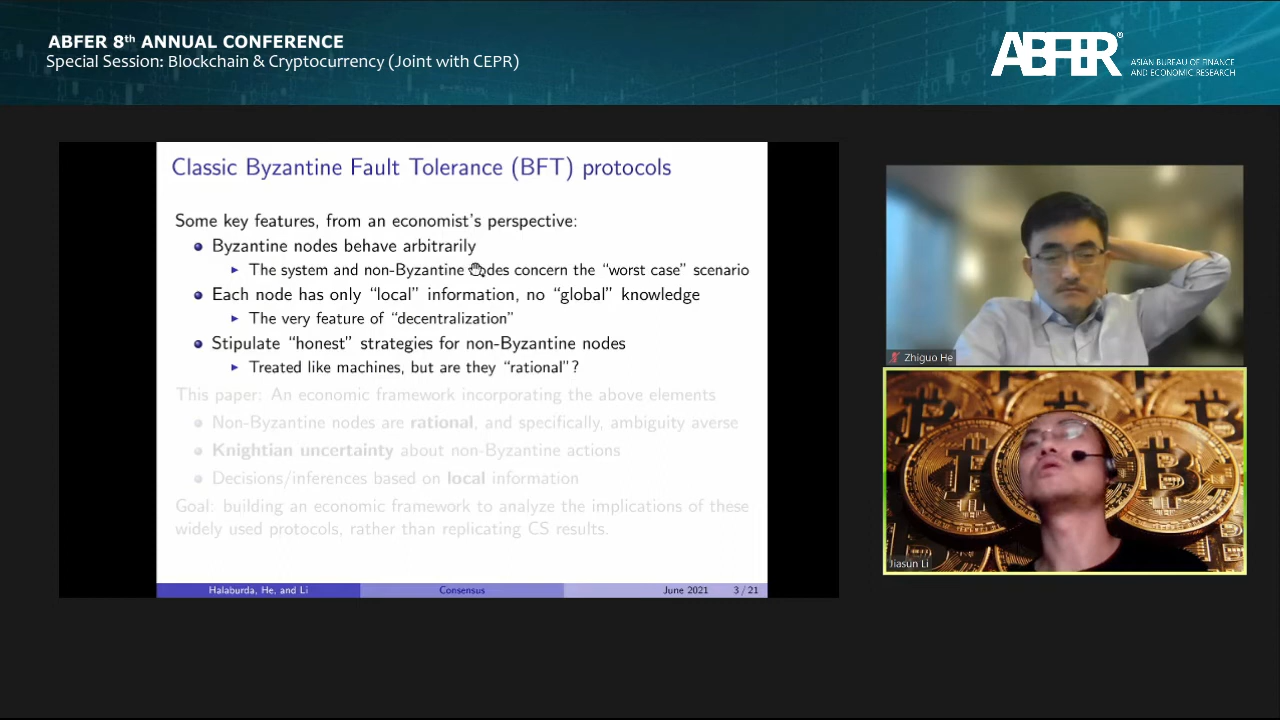 ABFER 8th ANNUAL CONFERENCE
Special Session: Blockchain & Cryptocurrency (Joint with CEPR)
ABFER®
ASIAN BUREAU OF FINANCE
AND ECONOMIC RESEARCH
Classic Byzantine Fault Tolerance (BFT) protocols
Some key features, from an economist's perspective:
Byzantine nodes behave arbitrarily
The system and non-Byzantine nodes concern the “worst case” scenario
Each node has only “local” information, no “global” knowledge
The very feature of “decentralization”
Stipulate “honest” strategies for non-Byzantine nodes
Treated like machines, but are they “rational”?
This paper: An economic framework incorporating the above elements
Non-Byzantine nodes are rational, and specifically, ambiguity averse
Knightian uncertainty about non-Byzantine actions
Decisions/inferences based on local information
Goal: building an economic framework to analyze the implications of these
widely used protocols, rather than replicating CS results.
Halaburda, He, and Li
Consensus
June 2021
3 / 21
Zhiguo He
Jiasun Li